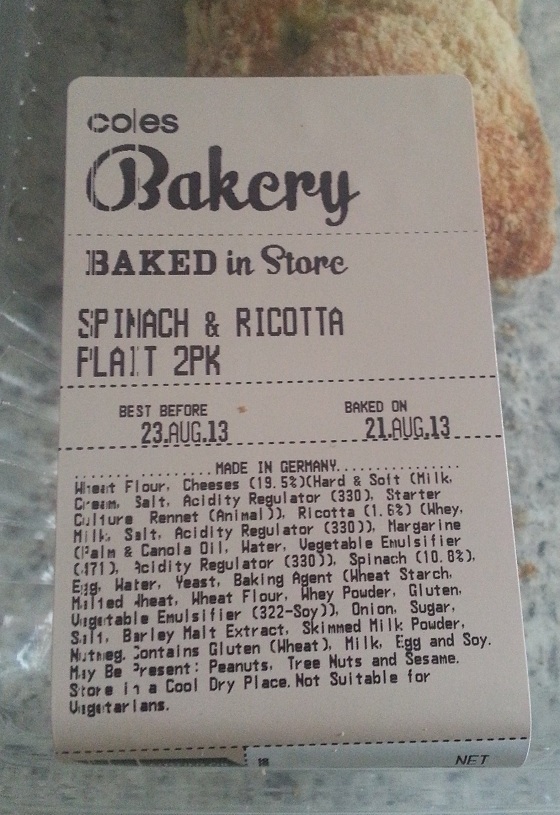 coles
Bakery
BAKED in Store
SPINACH & RICOTTA
PLAIT 2PK
BEST BEFORE BAKED ON
23.AUG.13 21.AUG.13
................MADE IN GERMANY................
Wheat Flour, Cheeses (19.5%)(Hard & Soft (Milk,
Cream, Salt, Acidity Regulator (330), Starter
Culture Rennet (Animal)), Ricotta (1.6%) (Whey,
Milk, Salt, Acidity Regulator (330)), Margarine
(Palm & Canola Oil, Water, Vegetable Emulsifier
(471), Acidity Regulator (330)), Spinach (10.0%),
Egg, Water, Yeast, Baking Agent (Wheat Starch,
Malted Wheat, Wheat Flour, Whey Powder, Gluten,
Vegetable Emulsifier (322-Soy)), Onion, Sugar,
Salt, Barley Malt Extract, Skimmed Milk Powder,
Nutmeg. Contains Gluten (Wheat), Milk, Egg and Soy.
May Be Present: Peanuts, Tree Nuts and Sesame.
Store in a Cool Dry Place. Not Suitable for
Vegetarians.
NET